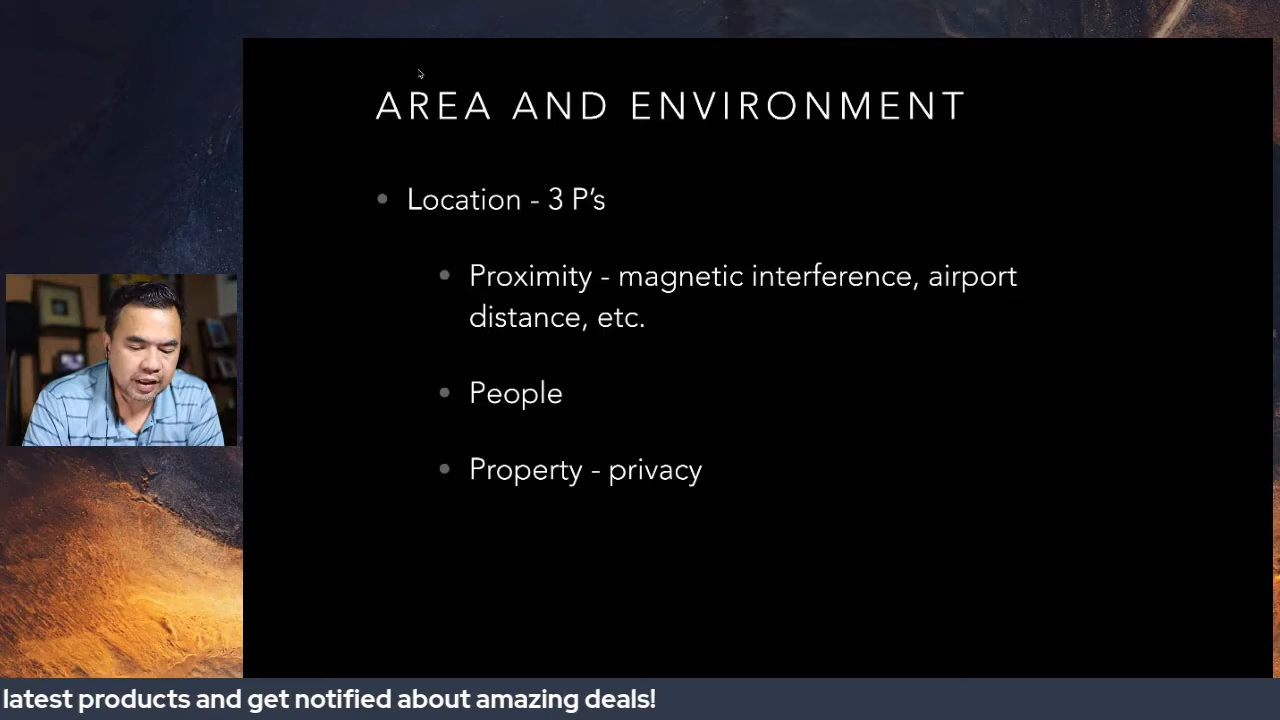 AREA AND ENVIRONMENT
Location - 3 P's
Proximity - magnetic interference, airport
distance, etc.
People
Property - privacy
latest products and get notified about amazing deals!